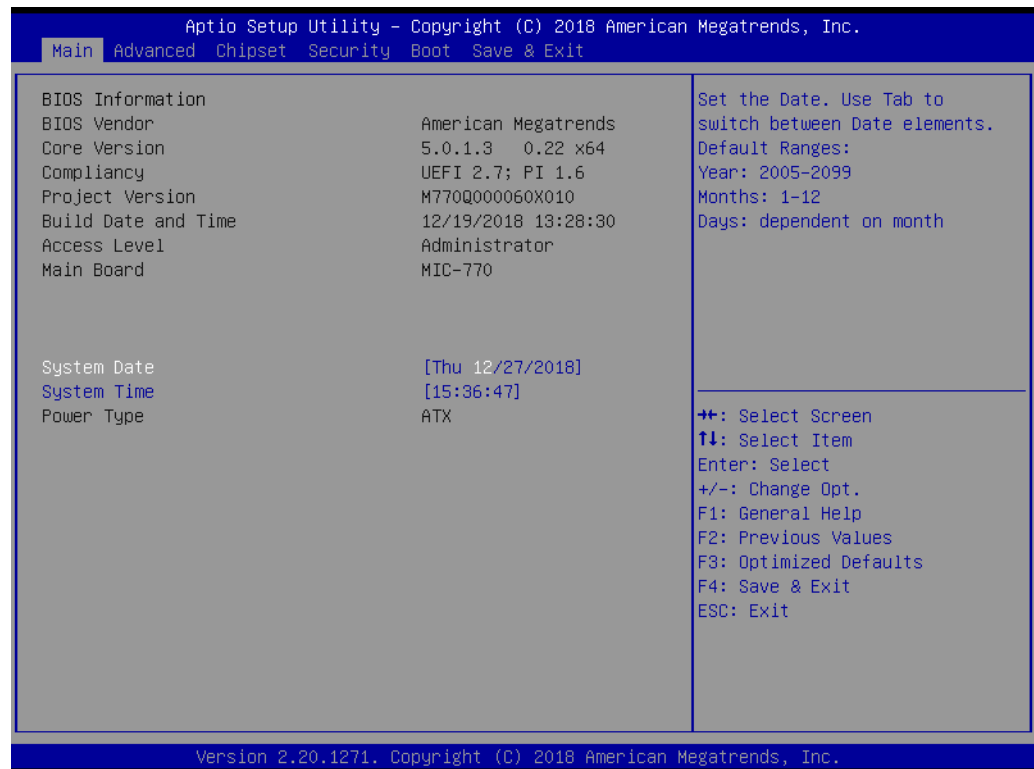 Aptio Setup Utility – Copyright (C) 2018 American Megatrends, Inc.
Main Advanced Chipset Security Boot Save & Exit
BIOS Information
BIOS Vendor American Megatrends
Core Version 5.0.1.3 0.22 x64
Compliancy UEFI 2.7; PI 1.6
Project Version M770Q000060X010
Build Date and Time 12/19/2018 13:28:30
Access Level Administrator
Main Board MIC-770
System Date [Thu 12/27/2018]
System Time [15:36:47]
Power Type ATX
Set the Date. Use Tab to
switch between Date elements.
Default Ranges:
Year: 2005-2099
Months: 1-12
Days: dependent on month
→←: Select Screen
↑↓: Select Item
Enter: Select
+/-: Change Opt.
F1: General Help
F2: Previous Values
F3: Optimized Defaults
F4: Save & Exit
ESC: Exit
Version 2.20.1271. Copyright (C) 2018 American Megatrends, Inc.